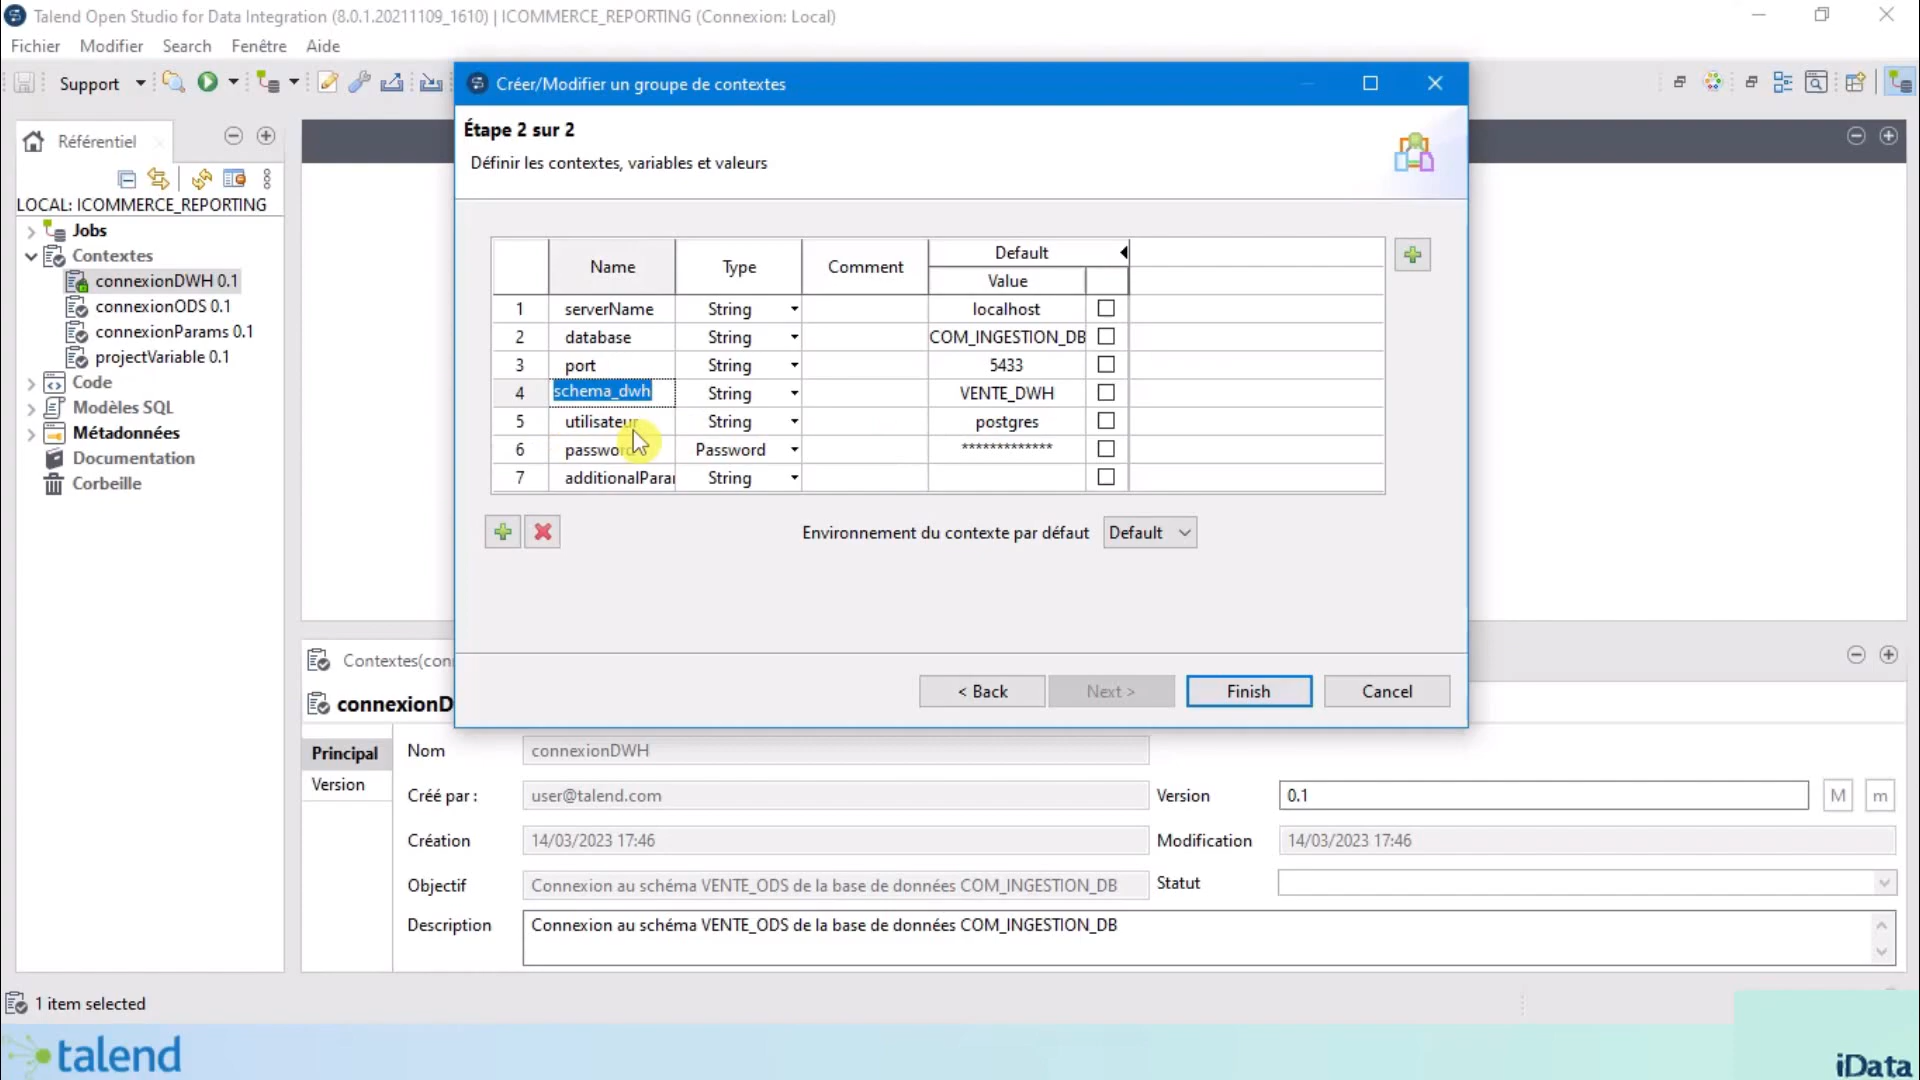 Talend Open Studio for Data Integration (8.0.1.20211109_1610) | ICOMMERCE_REPORTING (Connexion: Local)
Fichier Modifier Search Fenêtre Aide
Support
Créer/Modifier un groupe de contextes
Étape 2 sur 2
Définir les contextes, variables et valeurs
Référentiel
LOCAL: ICOMMERCE_REPORTING
Jobs
Contextes
connexionDWH 0.1
connexionODS 0.1
connexionParams 0.1
projectVariable 0.1
Code
Modèles SQL
Métadonnées
Documentation
Corbeille
Name Type Comment Default
Value
1 serverName String localhost
2 database String COM_INGESTION_DB
3 port String 5433
4 schema_dwh String VENTE_DWH
5 utilisateur String postgres
6 password Password *************
7 additionalParar String
Environnement du contexte par défaut Default
< Back Next > Finish Cancel
Contextes(con
connexionD
Principal
Version
Nom connexionDWH
Créé par : user@talend.com Version 0.1 M m
Création 14/03/2023 17:46 Modification 14/03/2023 17:46
Objectif Connexion au schéma VENTE_ODS de la base de données COM_INGESTION_DB Statut
Description Connexion au schéma VENTE_ODS de la base de données COM_INGESTION_DB
1 item selected
talend
iData